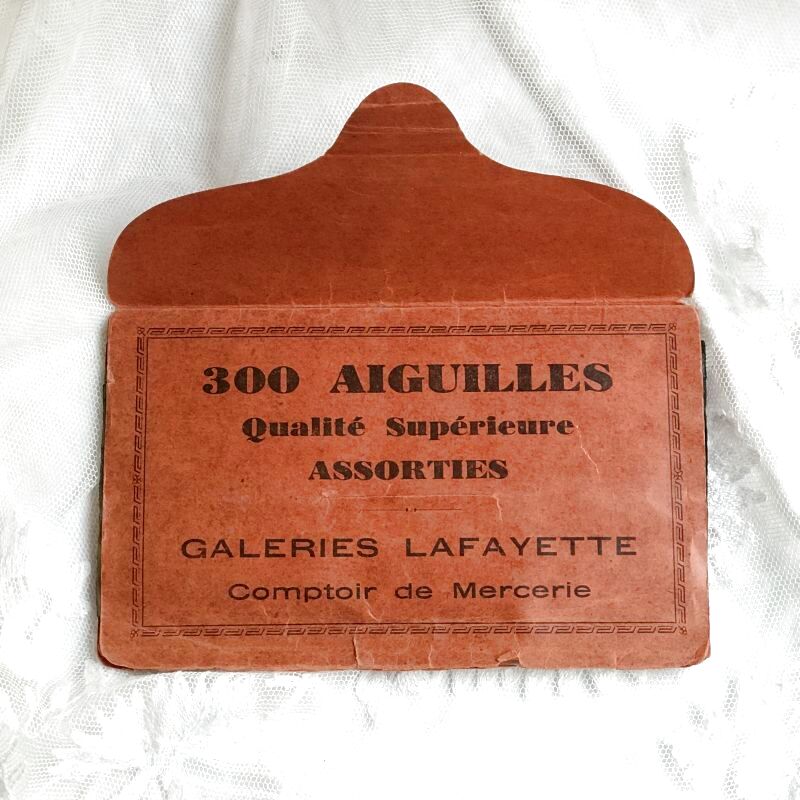 300 AIGUILLES
Qualité Supérieure
ASSORTIES
GALERIES LAFAYETTE
Comptoir de Mercerie